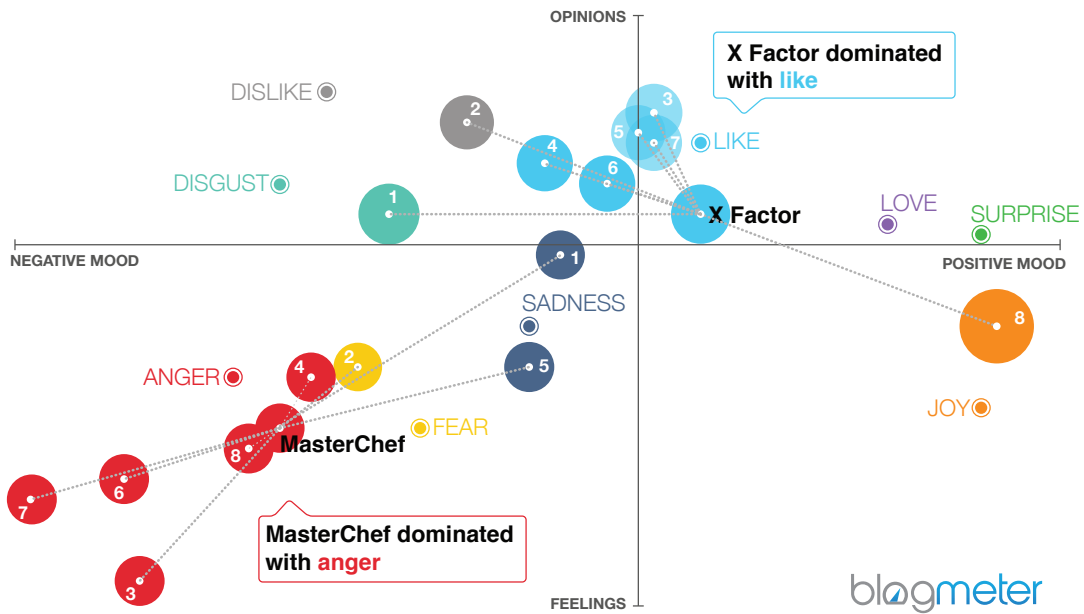 OPINIONS
X Factor dominated
with like
DISLIKE
2
3
5
7
LIKE
4
6
DISGUST
1
X Factor
LOVE
SURPRISE
NEGATIVE MOOD
POSITIVE MOOD
1
SADNESS
8
ANGER
4
2
5
JOY
FEAR
MasterChef
8
6
7
MasterChef dominated
with anger
3
blogmeter
FEELINGS